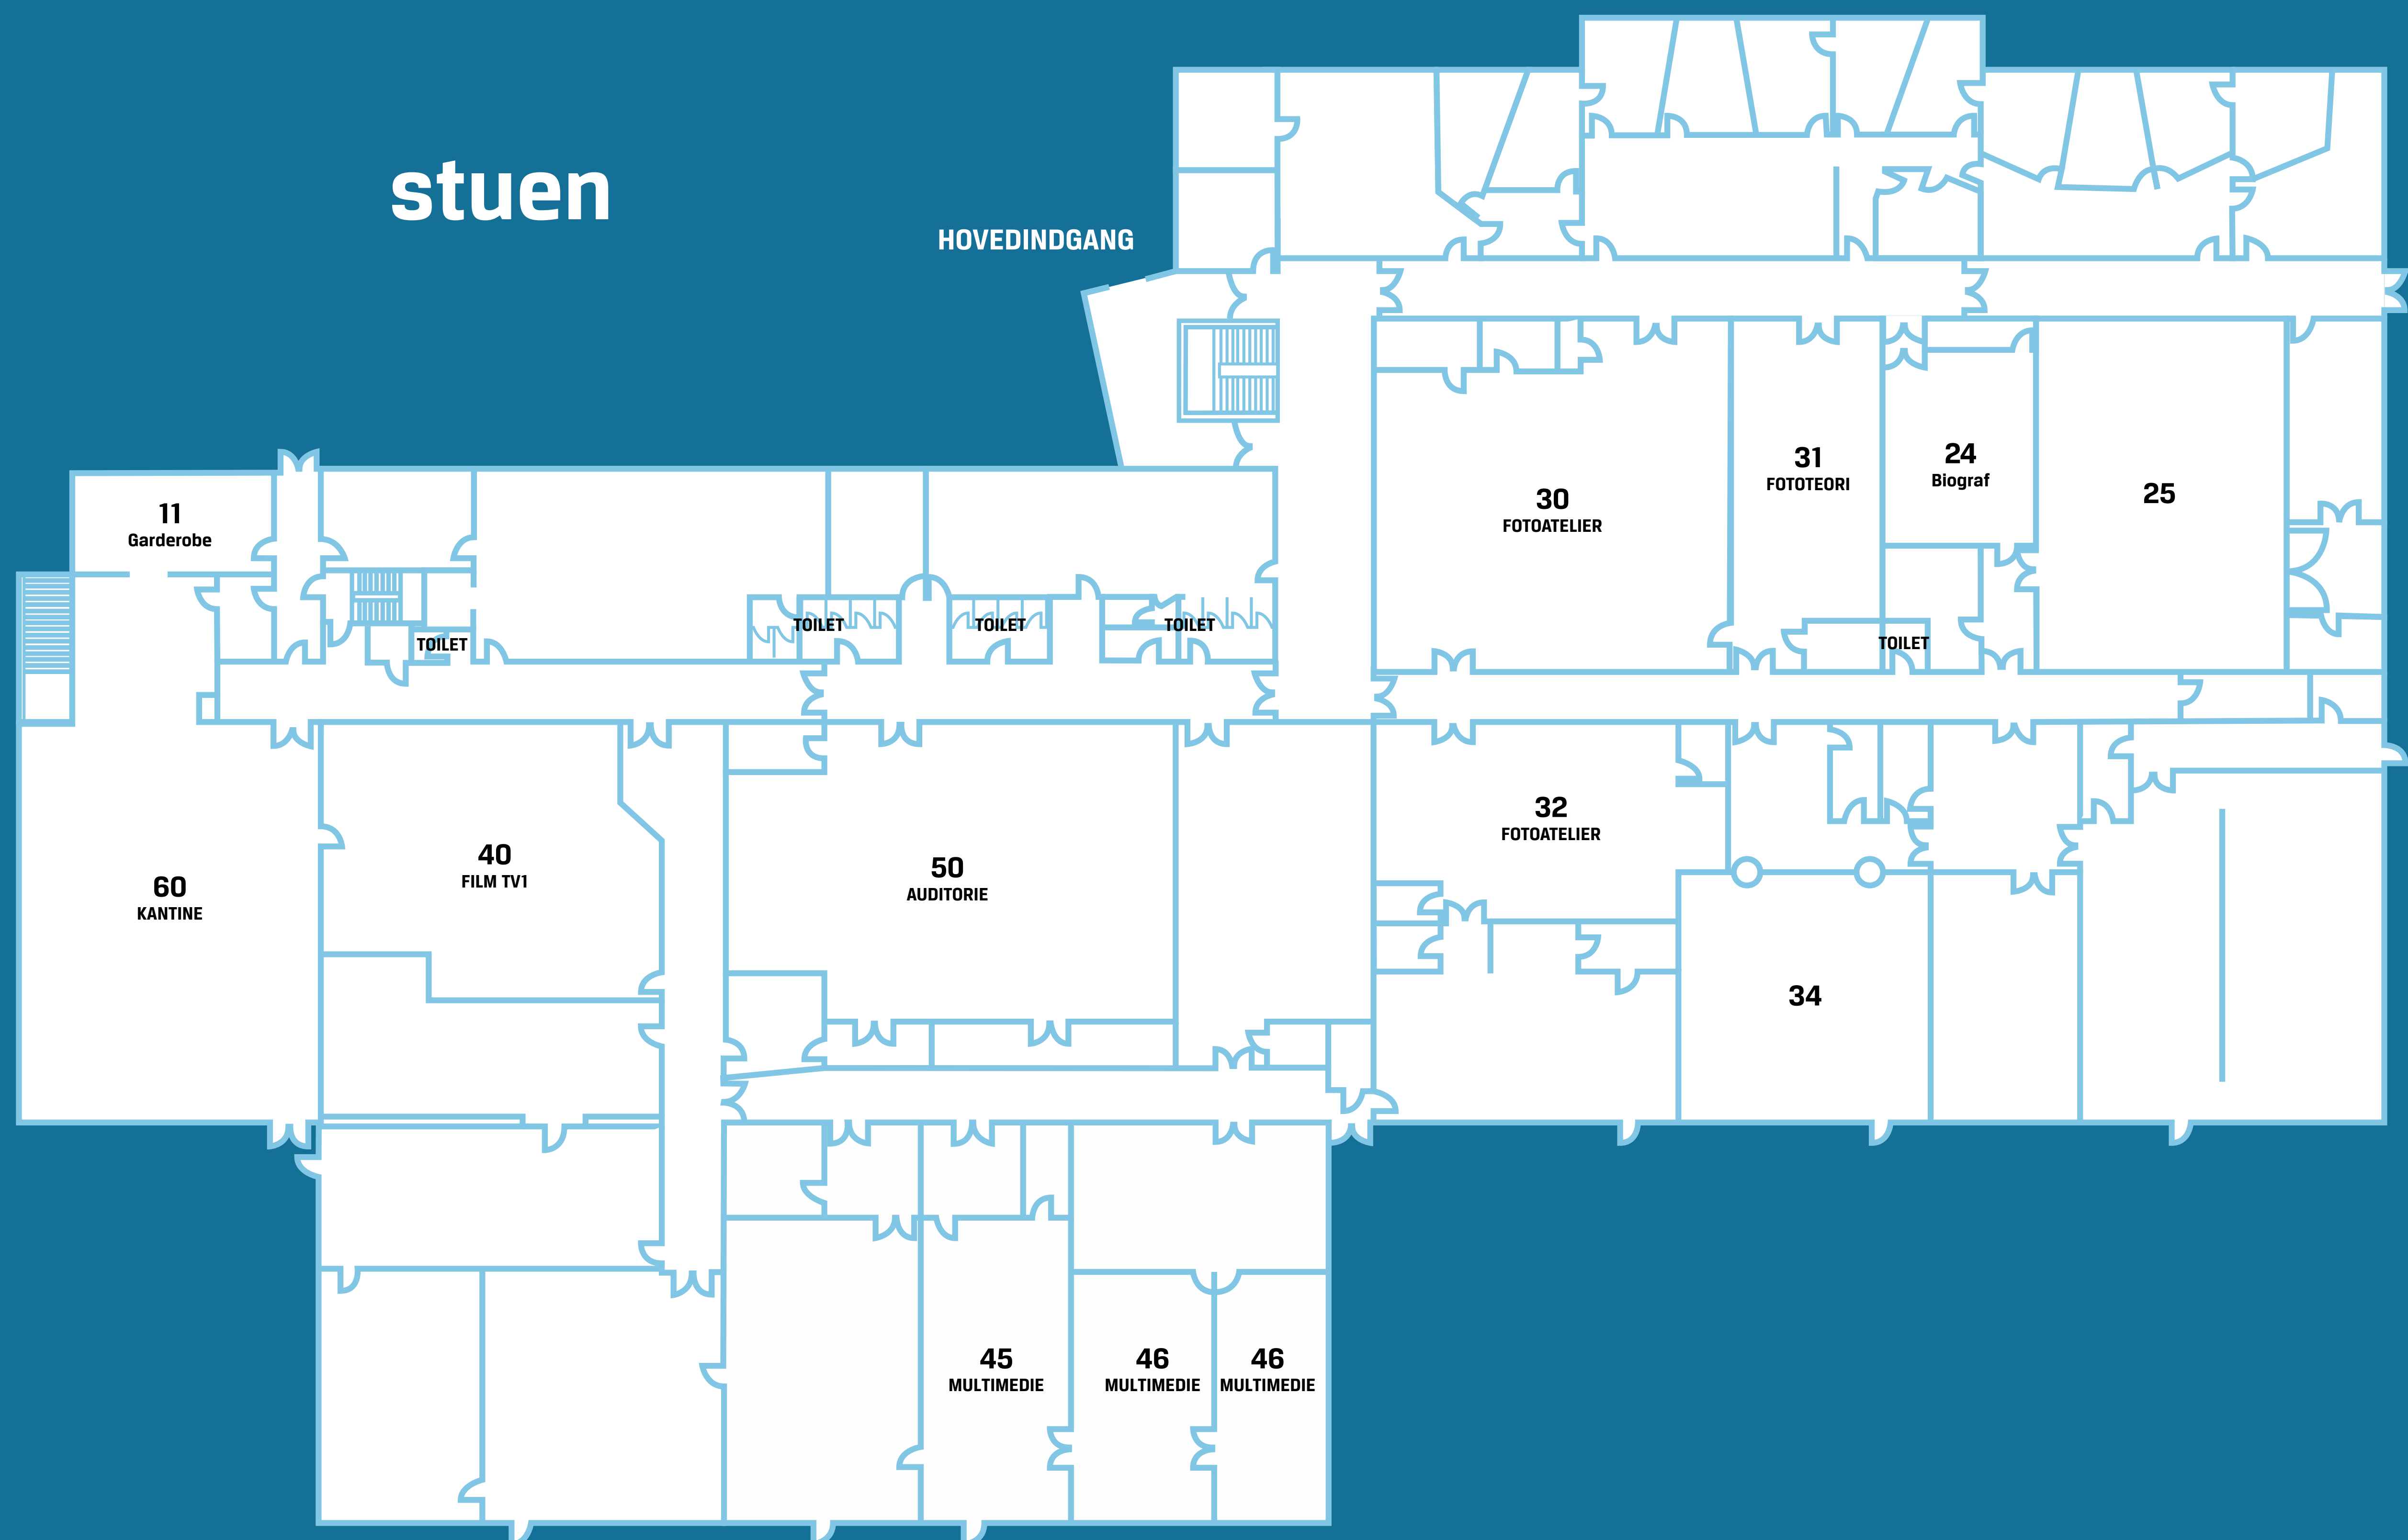 stuen
HOVEDINDGANG
11
Garderobe
TOILET
TOILET
TOILET
TOILET
30
FOTOATELIER
31
FOTOTEORI
24
Biograf
25
TOILET
60
KANTINE
40
FILM TV1
50
AUDITORIE
32
FOTOATELIER
34
45
MULTIMEDIE
46
MULTIMEDIE
46
MULTIMEDIE